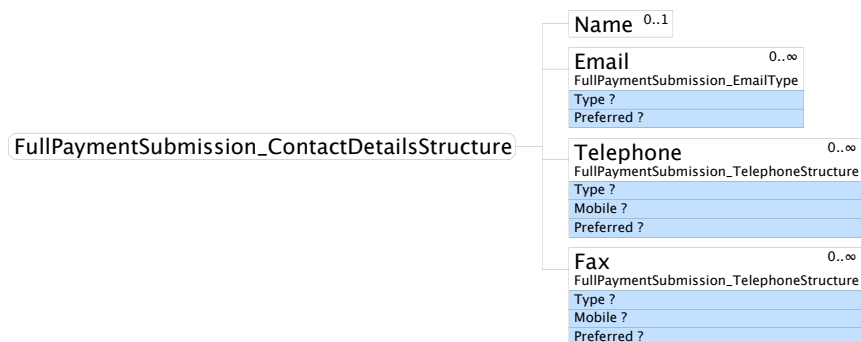 Name 0..1
Email 0..∞
FullPaymentSubmission_EmailType
Type ?
Preferred ?
FullPaymentSubmission_ContactDetailsStructure
Telephone 0..∞
FullPaymentSubmission_TelephoneStructure
Type ?
Mobile ?
Preferred ?
Fax 0..∞
FullPaymentSubmission_TelephoneStructure
Type ?
Mobile ?
Preferred ?